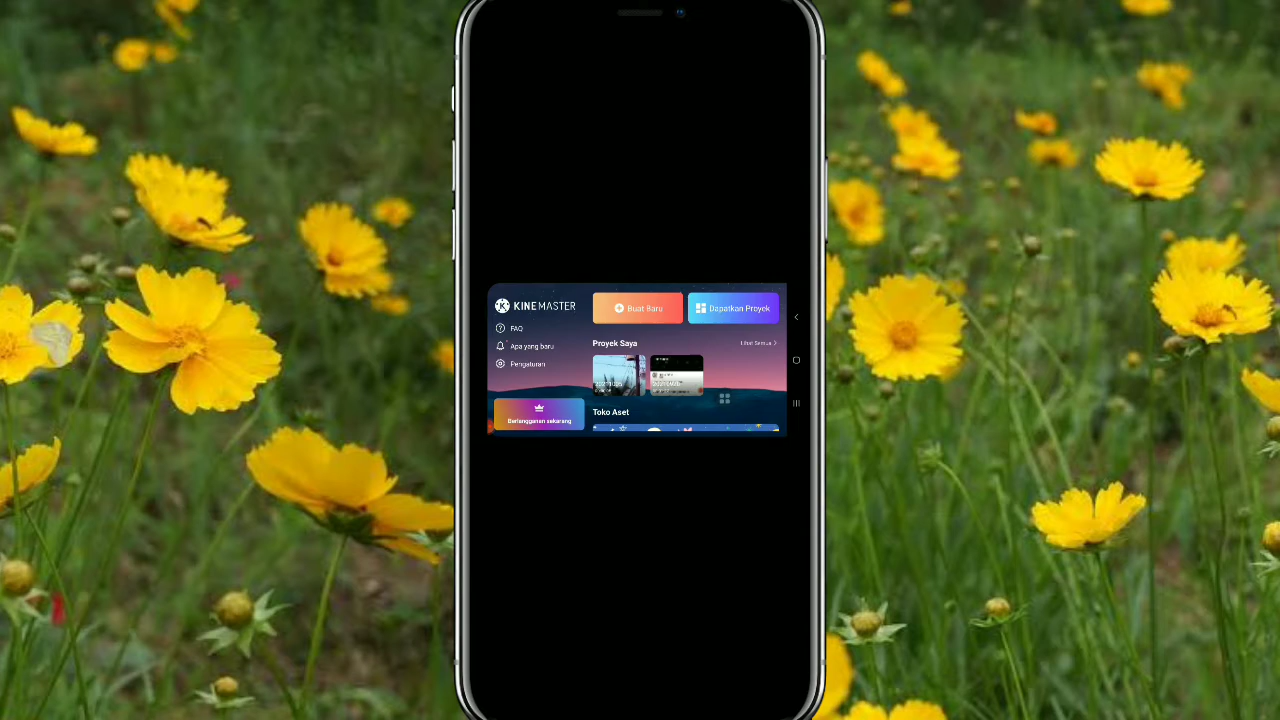 KINEMASTER
FAQ
Apa yang baru
Pengaturan
Berlangganan sekarang
Buat Baru
Dapatkan Proyek
Proyek Saya
Lihat Semua
Toko Aset